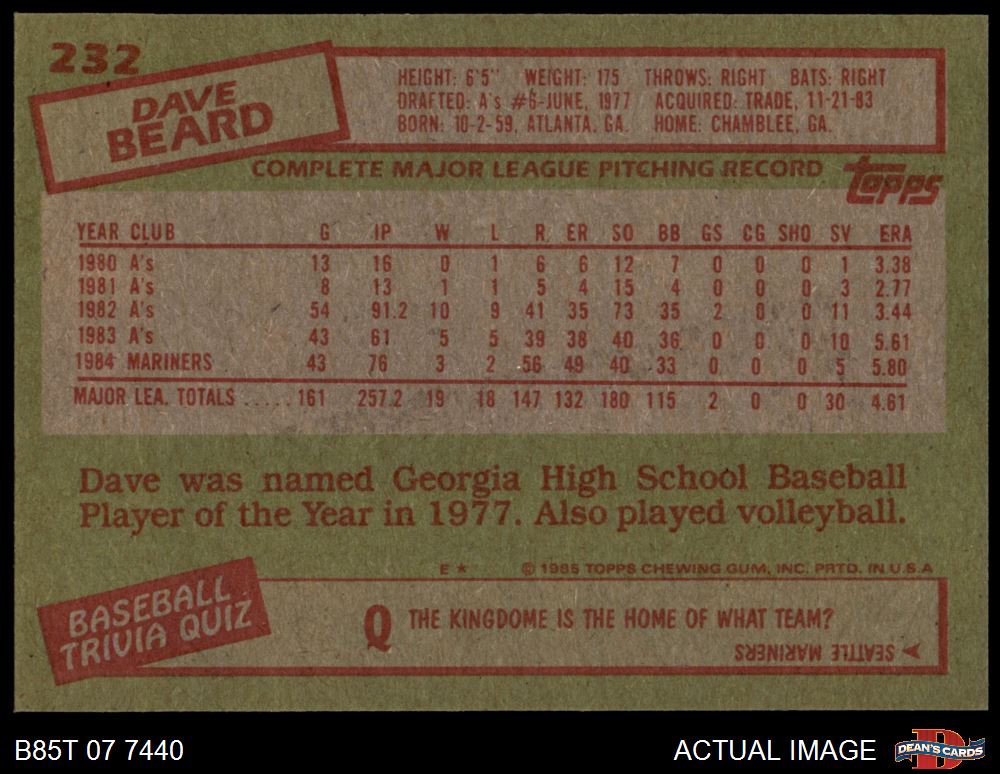 232
DAVE
BEARD
HEIGHT: 6'5" WEIGHT: 175 THROWS: RIGHT BATS: RIGHT
DRAFTED: A's #6-JUNE, 1977 ACQUIRED: TRADE, 11-21-83
BORN: 10-2-59, ATLANTA, GA. HOME: CHAMBLEE, GA.
COMPLETE MAJOR LEAGUE PITCHING RECORD
topps
YEAR CLUB G IP W L R ER SO BB GS CG SHO SV ERA
1980 A's 13 16 0 1 6 6 12 7 0 0 0 1 3.38
1981 A's 8 13 1 1 5 4 15 4 0 0 0 3 2.77
1982 A's 54 91.2 10 9 41 35 73 35 2 0 0 11 3.44
1983 A's 43 61 5 5 39 38 40 36 0 0 0 10 5.61
1984 MARINERS 43 76 3 2 56 49 40 33 0 0 0 5 5.80
MAJOR LEA. TOTALS ..... 161 257.2 19 18 147 132 180 115 2 0 0 30 4.61
Dave was named Georgia High School Baseball
Player of the Year in 1977. Also played volleyball.
E * © 1985 TOPPS CHEWING GUM, INC. PRTD. IN U.S.A
BASEBALL
TRIVIA QUIZ
Q THE KINGDOME IS THE HOME OF WHAT TEAM?
SEATTLE MARINERS
B85T 07 7440
ACTUAL IMAGE
DEAN'S CARDS